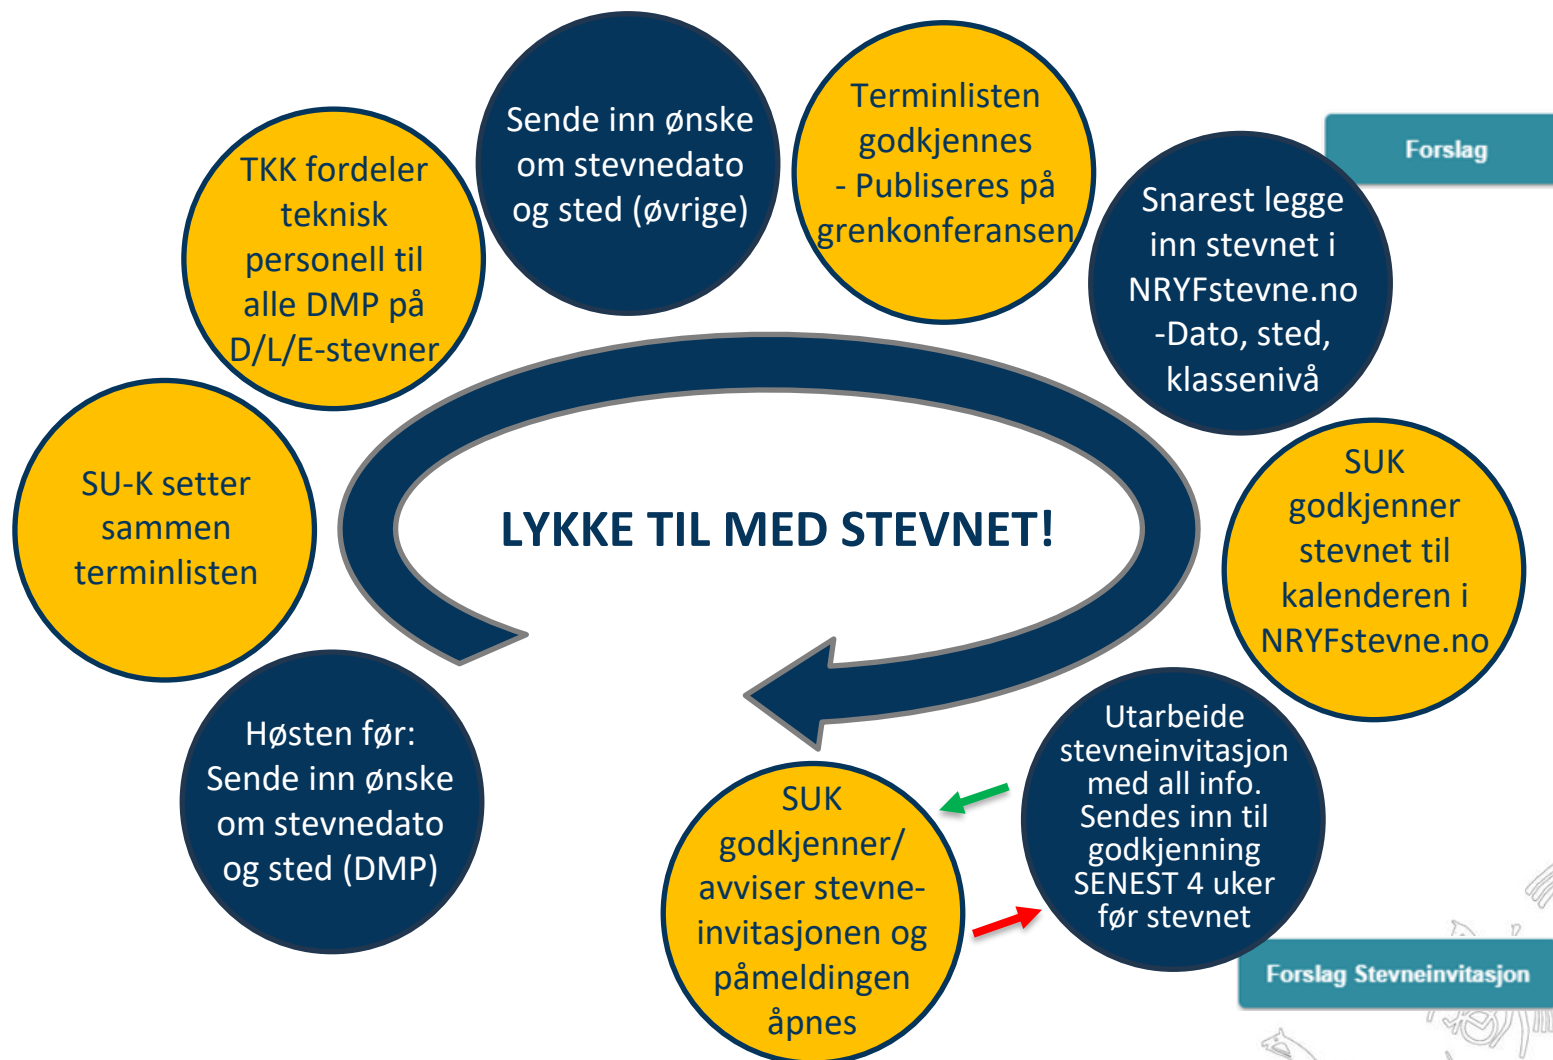 Høsten før:
Sende inn ønske
om stevnedato
og sted (DMP)
SU-K setter
sammen
terminlisten
TKK fordeler
teknisk
personell til
alle DMP på
D/L/E-stevner
Sende inn ønske
om stevnedato
og sted (øvrige)
Terminlisten
godkjennes
- Publiseres på
grenkonferansen
Forslag
Snarest legge
inn stevnet i
NRYFstevne.no
-Dato, sted,
klassenivå
SUK
godkjenner
stevnet til
kalenderen i
NRYFstevne.no
Utarbeide
stevneinvitasjon
med all info.
Sendes inn til
godkjenning
SENEST 4 uker
før stevnet
Forslag Stevneinvitasjon
SUK
godkjenner/
avviser stevne-
invitasjonen og
påmeldingen
åpnes
LYKKE TIL MED STEVNET!